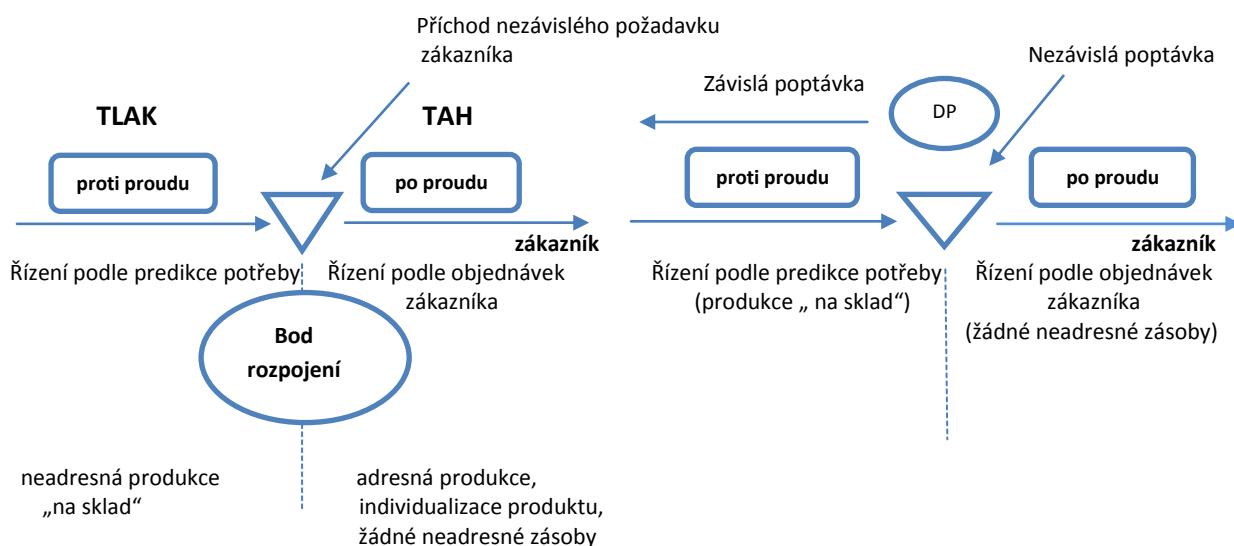 Příchod nezávislého požadavku
zákazníka
TLAK
TAH
proti proudu
po proudu
zákazník
Řízení podle predikce potřeby
Řízení podle objednávek
zákazníka
Bod
rozpojení
neadresná produkce
„na sklad“
adresná produkce,
individualizace produktu,
žádné neadresné zásoby
Nezávislá poptávka
Závislá poptávka
DP
proti proudu
po proudu
zákazník
Řízení podle predikce potřeby
(produkce „ na sklad“)
Řízení podle objednávek
zákazníka
(žádné neadresné zásoby)